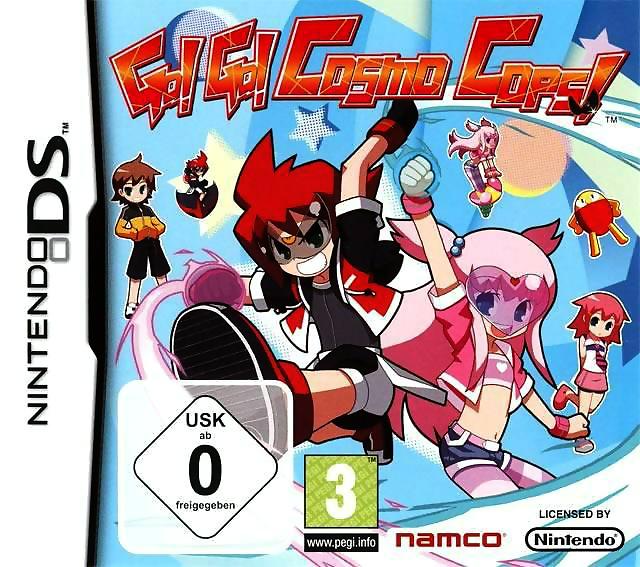 Go! Go! Cosmo Cops!
TM
NINTENDO DS
TM
USK
ab
0
freigegeben
3
TM
www.pegi.info
namco
®
LICENSED BY
Nintendo
®